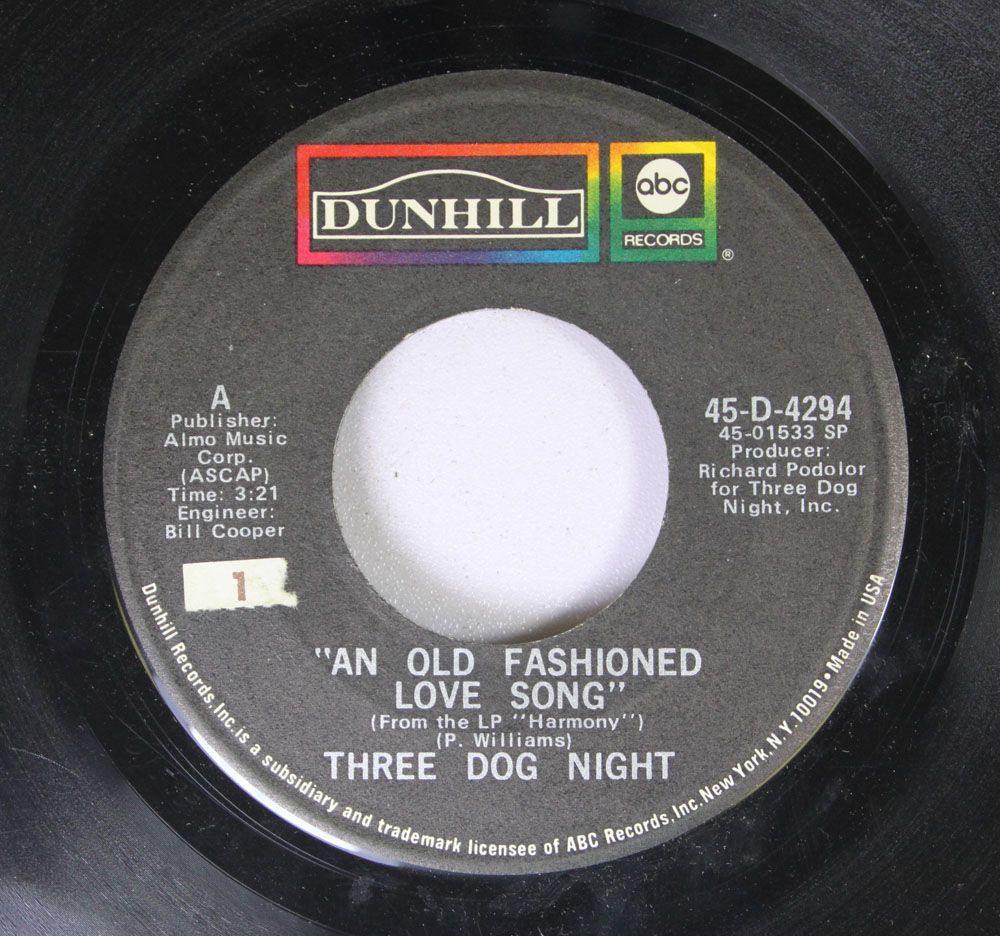 DUNHILL
abc
RECORDS
®
A
Publisher:
Almo Music
Corp.
(ASCAP)
Time: 3:21
Engineer:
Bill Cooper
1
45-D-4294
45-01533 SP
Producer:
Richard Podolor
for Three Dog
Night, Inc.
"AN OLD FASHIONED
LOVE SONG"
(From the LP "Harmony")
(P. Williams)
THREE DOG NIGHT
Dunhill Records, Inc. is a subsidiary and trademark licensee of ABC Records, Inc. New York, N.Y. 10019 • Made in USA